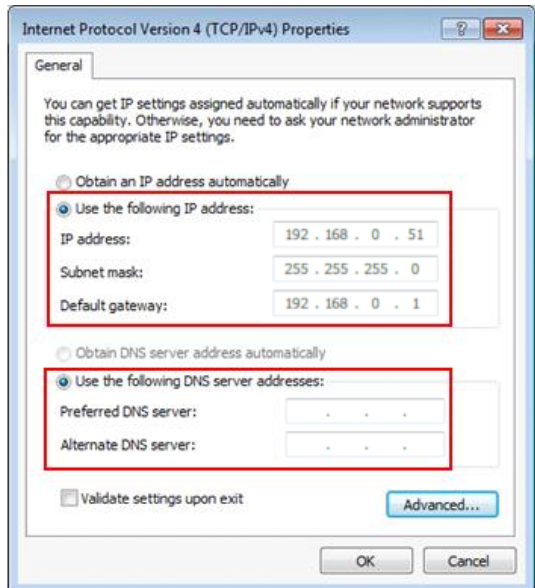 Internet Protocol Version 4 (TCP/IPv4) Properties
General
You can get IP settings assigned automatically if your network supports
this capability. Otherwise, you need to ask your network administrator
for the appropriate IP settings.
Obtain an IP address automatically
Use the following IP address:
IP address: 192 . 168 . 0 . 51
Subnet mask: 255 . 255 . 255 . 0
Default gateway: 192 . 168 . 0 . 1
Obtain DNS server address automatically
Use the following DNS server addresses:
Preferred DNS server: . . .
Alternate DNS server: . . .
Validate settings upon exit
Advanced...
OK Cancel